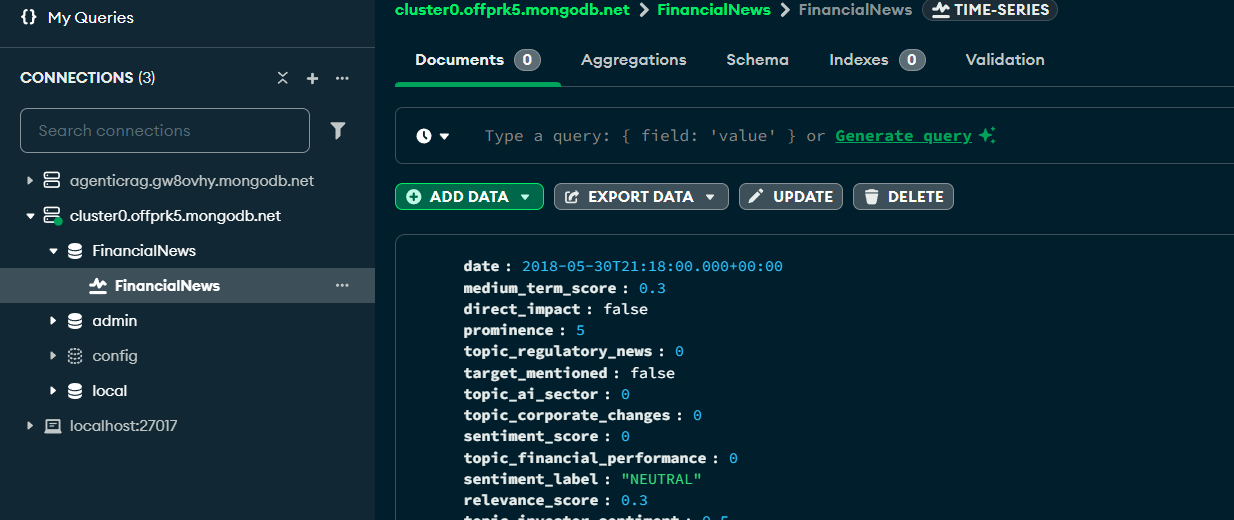 My Queries
CONNECTIONS (3)
Search connections
agenticrag.gw8ovhy.mongodb.net
cluster0.offprk5.mongodb.net
FinancialNews
FinancialNews
admin
config
local
localhost:27017
cluster0.offprk5.mongodb.net > FinancialNews > FinancialNews TIME-SERIES
Documents 0 Aggregations Schema Indexes 0 Validation
Type a query: { field: 'value' } or Generate query
ADD DATA EXPORT DATA UPDATE DELETE
date : 2018-05-30T21:18:00.000+00:00
medium_term_score : 0.3
direct_impact : false
prominence : 5
topic_regulatory_news : 0
target_mentioned : false
topic_ai_sector : 0
topic_corporate_changes : 0
sentiment_score : 0
topic_financial_performance : 0
sentiment_label : "NEUTRAL"
relevance_score : 0.3
topic_investor_sentiment : 0.5